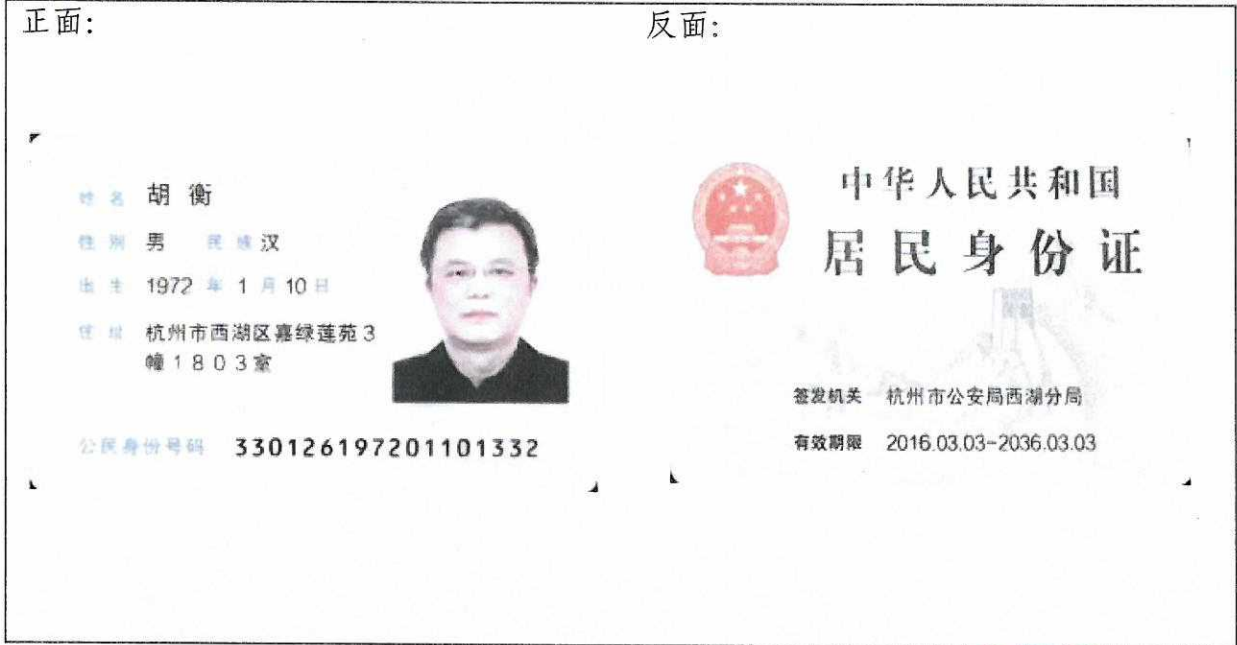 正面:
反面:
姓名 胡衡
性别 男 民族 汉
出生 1972 年 1 月 10 日
住址 杭州市西湖区嘉绿莲苑3
幢1803室
公民身份号码 330126197201101332
中华人民共和国
居民身份证
签发机关 杭州市公安局西湖分局
有效期限 2016.03.03-2036.03.03